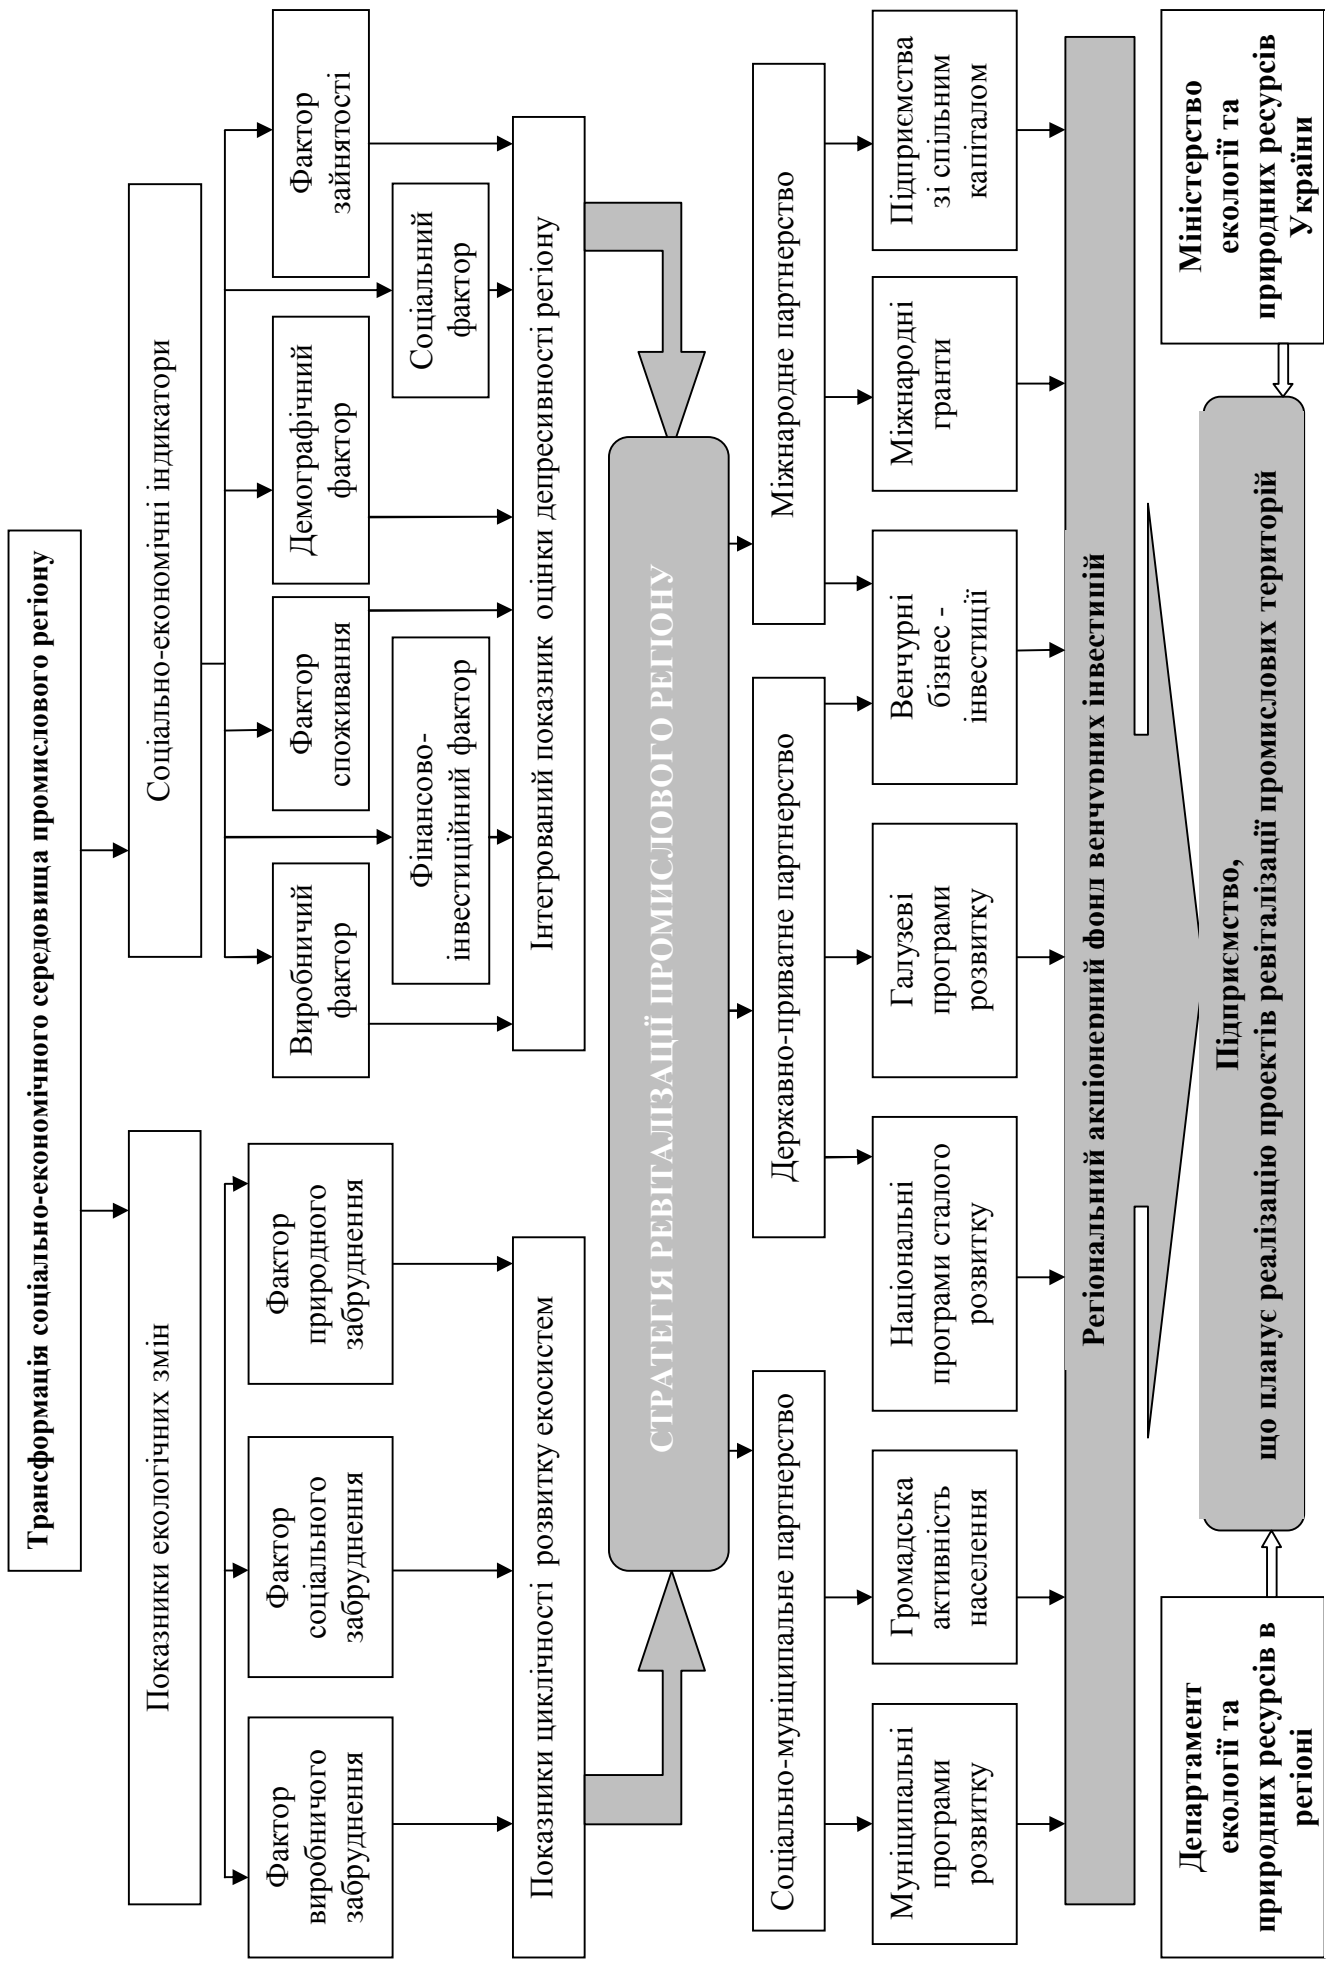 Трансформація соціально-економічного середовища промислового регіону
Показники екологічних змін
Соціально-економічні індикатори
Фактор
виробничого
забруднення
Фактор
соціального
забруднення
Фактор
природного
забруднення
Виробничий
фактор
Фактор
споживання
Демографічний
фактор
Фактор
зайнятості
Фінансово-
інвестиційний фактор
Соціальний
фактор
Показники циклічності розвитку екосистем
Інтегрований показник оцінки депресивності регіону
СТРАТЕГІЯ РЕВІТАЛІЗАЦІЇ ПРОМИСЛОВОГО РЕГІОНУ
Соціально-муніципальне партнерство
Державно-приватне партнерство
Міжнародне партнерство
Муніципальні
програми
розвитку
Громадська
активність
населення
Національні
програми сталого
розвитку
Галузеві
програми
розвитку
Венчурні
бізнес -
інвестиції
Міжнародні
гранти
Підприємства
зі спільним
капіталом
Регіональний акціонерний фонд венчурних інвестицій
Департамент
екології та
природних ресурсів в
регіоні
Підприємство,
що планує реалізацію проектів ревіталізації промислових територій
Міністерство
екології та
природних ресурсів
України